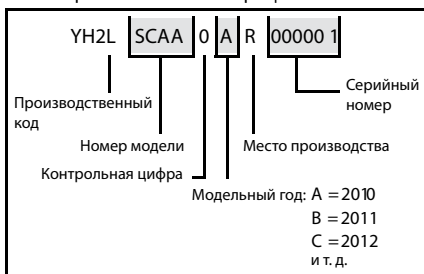 YH2L SCAA 0 A R 00000 1
Серийный
номер
Производственный
код
Номер модели
Место производства
Контрольная цифра
Модельный год: A = 2010
B = 2011
C = 2012
и т. д.